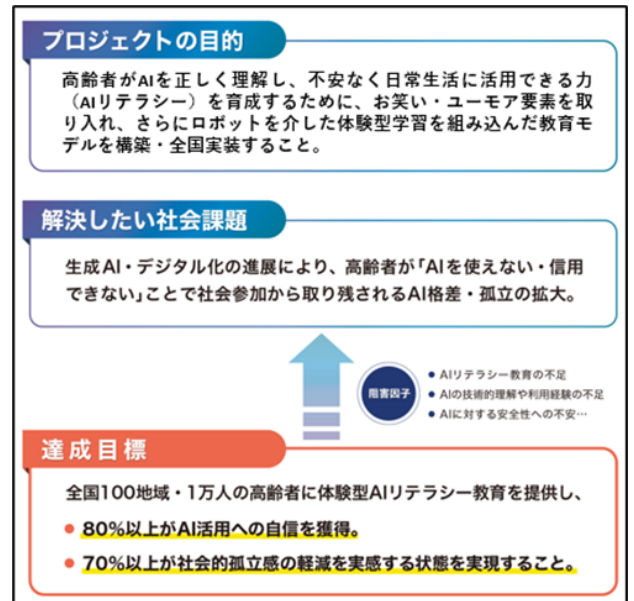 プロジェクトの目的
高齢者がAIを正しく理解し、不安なく日常生活に活用できる力
（AIリテラシー）を育成するために、お笑い・ユーモア要素を取
り入れ、さらにロボットを介した体験型学習を組み込んだ教育モ
デルを構築・全国実装すること。
解決したい社会課題
生成AI・デジタル化の進展により、高齢者が「AIを使えない・信用
できない」ことで社会参加から取り残されるAI格差・孤立の拡大。
阻害因子
● AIリテラシー教育の不足
● AIの技術的理解や利用経験の不足
● AIに対する安全性への不安…
達成目標
全国100地域・1万人の高齢者に体験型AIリテラシー教育を提供し、
● 80%以上がAI活用への自信を獲得。
● 70%以上が社会的孤立感の軽減を実感する状態を実現すること。